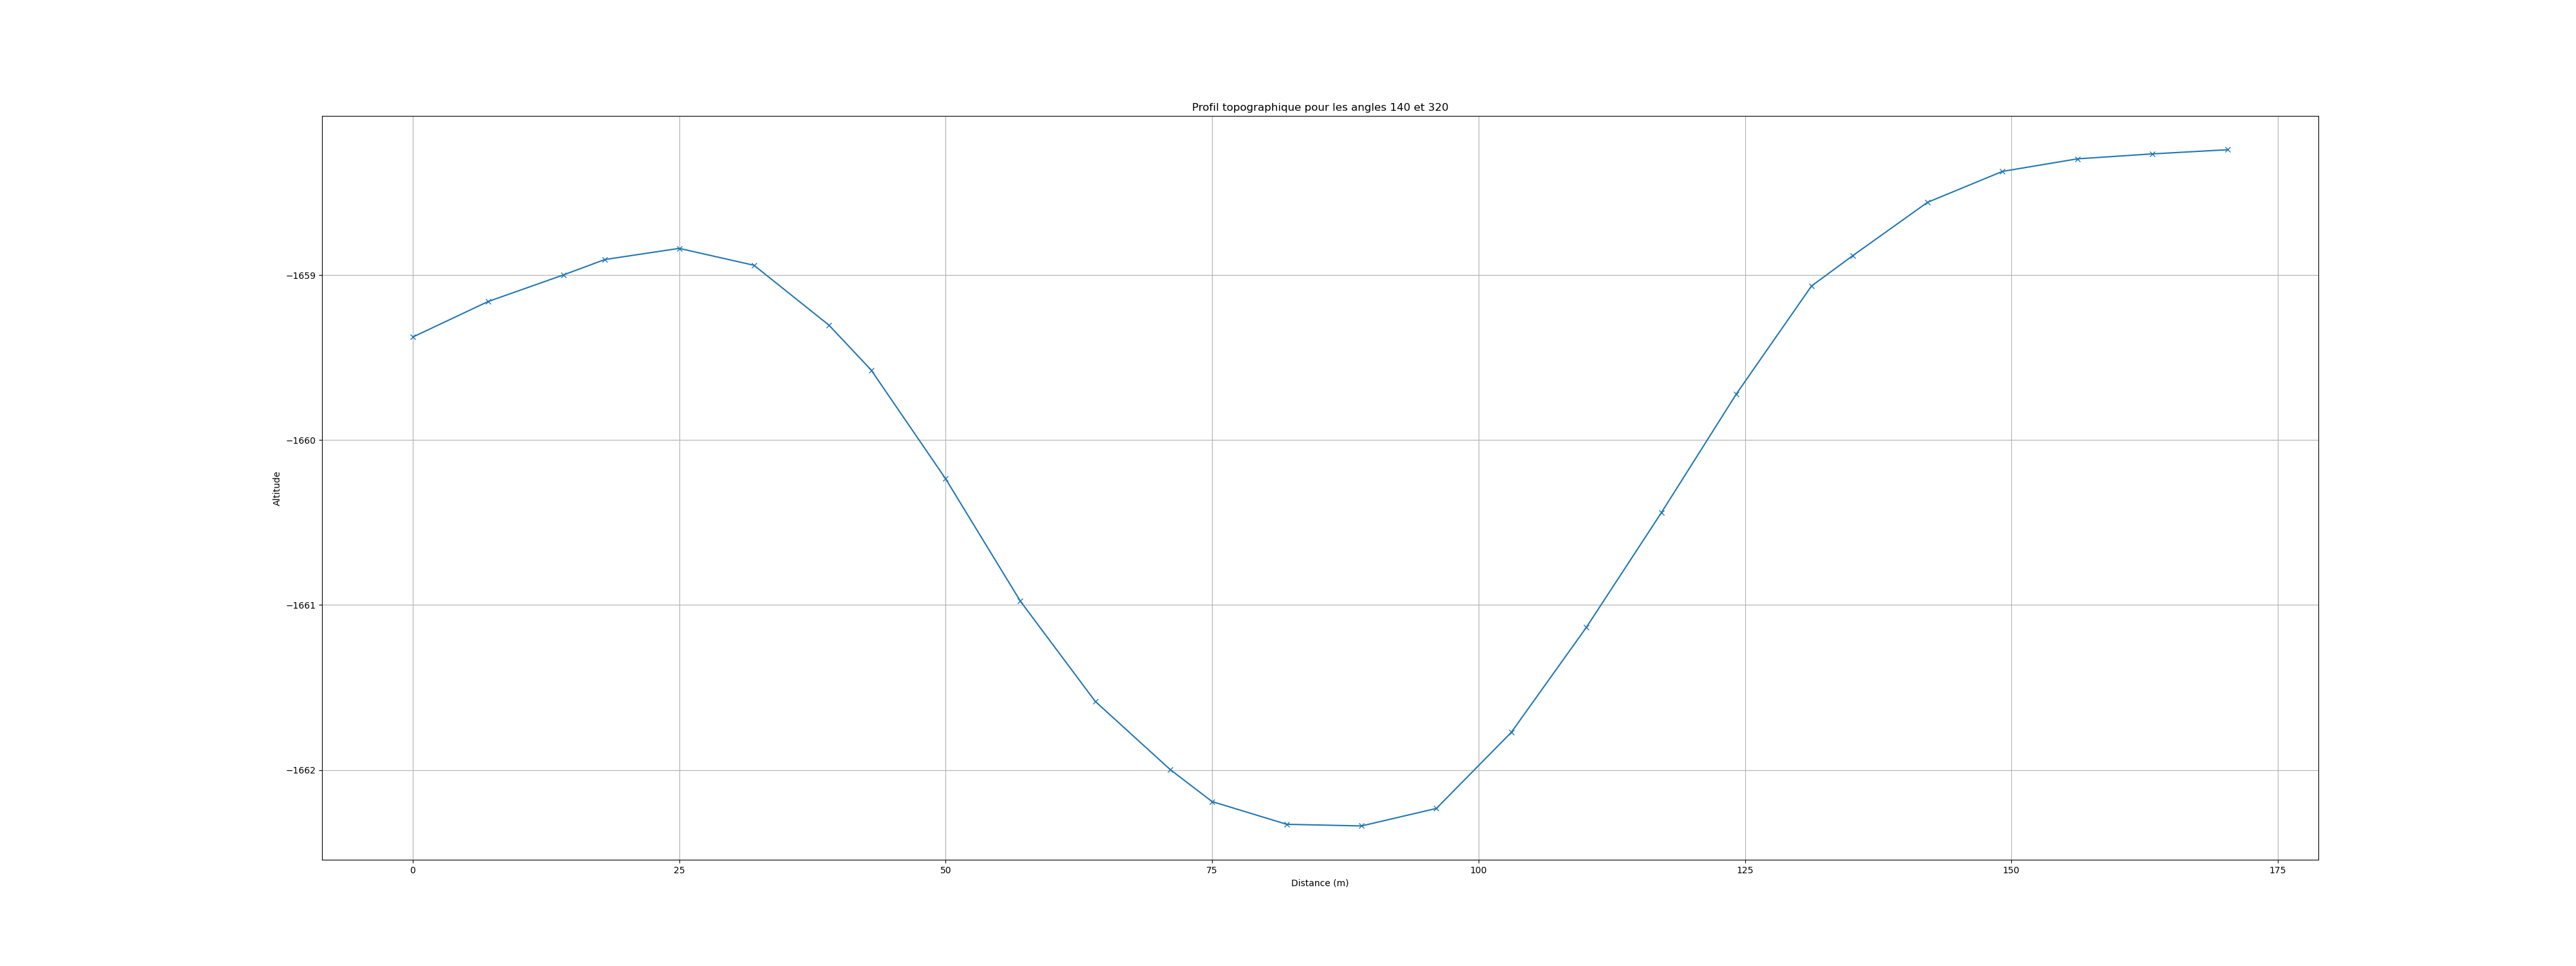 Profil topographique pour les angles 140 et 320
−1659
−1660
−1661
−1662
Altitude
0 25 50 75 100 125 150 175
Distance (m)